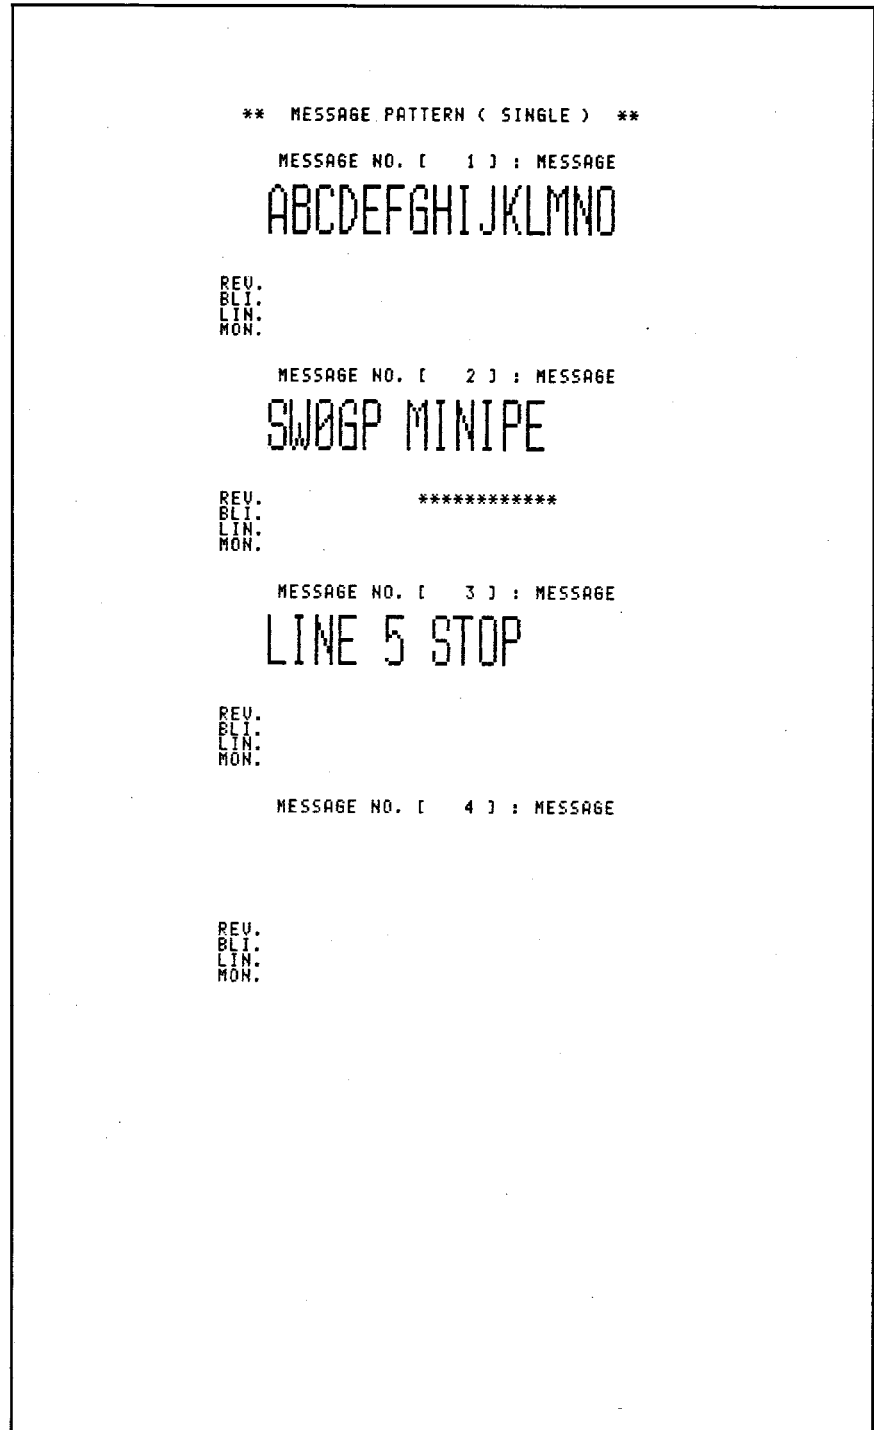 ** MESSAGE PATTERN ( SINGLE ) **
MESSAGE NO. [ 1 ] : MESSAGE
ABCDEFGHIJKLMNO
REV.
BLI.
LIN.
MON.
MESSAGE NO. [ 2 ] : MESSAGE
SW0GP MINIPE
REV. ************
BLI.
LIN.
MON.
MESSAGE NO. [ 3 ] : MESSAGE
LINE 5 STOP
REV.
BLI.
LIN.
MON.
MESSAGE NO. [ 4 ] : MESSAGE
REV.
BLI.
LIN.
MON.